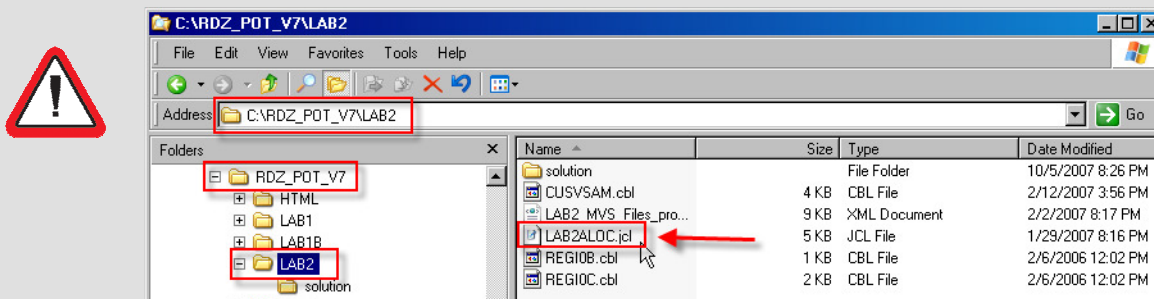 C:\RDZ_POT_V7\LAB2
File Edit View Favorites Tools Help
Address C:\RDZ_POT_V7\LAB2 Go
Folders × Name Size Type Date Modified
RDZ_POT_V7
HTML
LAB1
LAB1B
LAB2
solution
solution File Folder 10/5/2007 8:26 PM
CUSVSAM.cbl 4 KB CBL File 2/12/2007 3:56 PM
LAB2_MVS_Files_pro... 9 KB XML Document 2/2/2007 8:17 PM
LAB2ALOC.jcl 5 KB JCL File 1/29/2007 8:16 PM
REGI0B.cbl 1 KB CBL File 2/6/2006 12:02 PM
REGI0C.cbl 2 KB CBL File 2/6/2006 12:02 PM